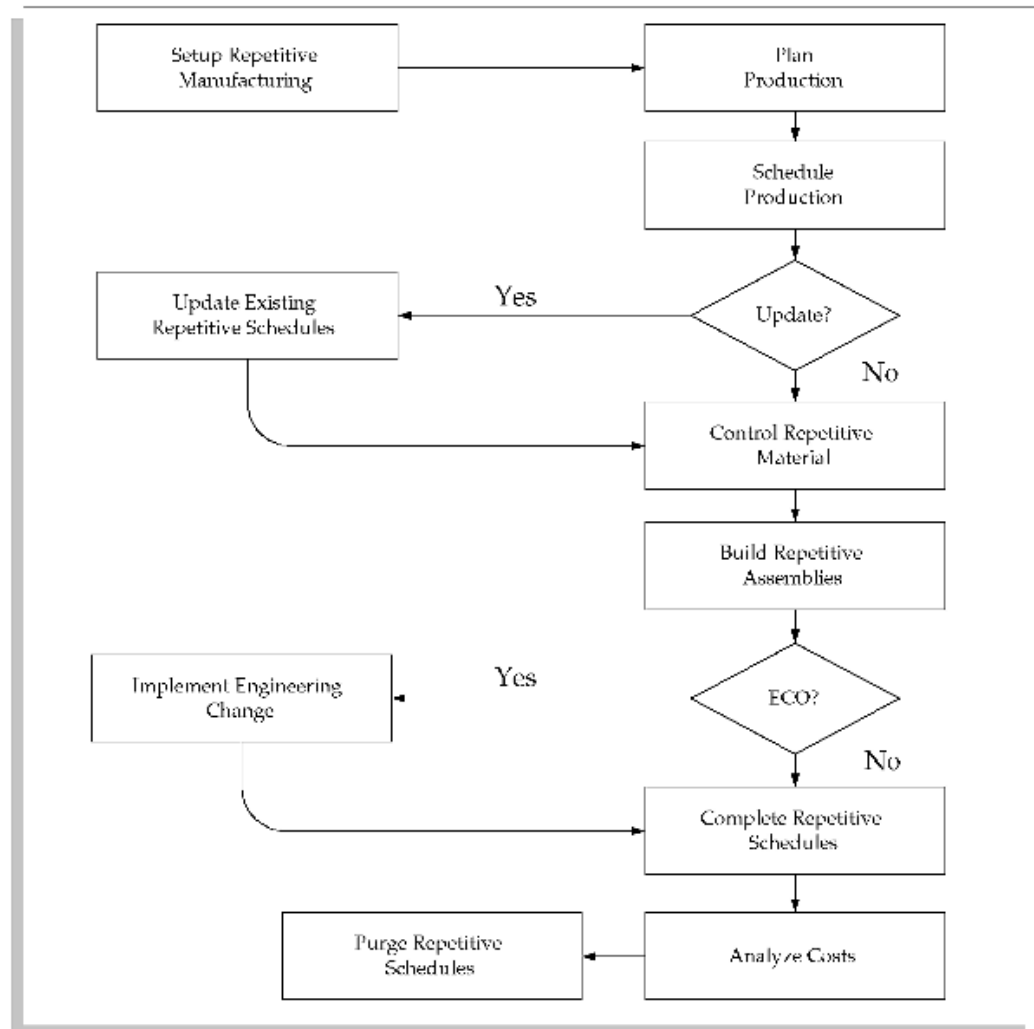 Setup Repetitive
Manufacturing
Plan
Production
Schedule
Production
Update Existing
Repetitive Schedules
Yes
Update?
No
Control Repetitive
Material
Build Repetitive
Assemblies
Implement Engineering
Change
Yes
ECO?
No
Complete Repetitive
Schedules
Purge Repetitive
Schedules
Analyze Costs